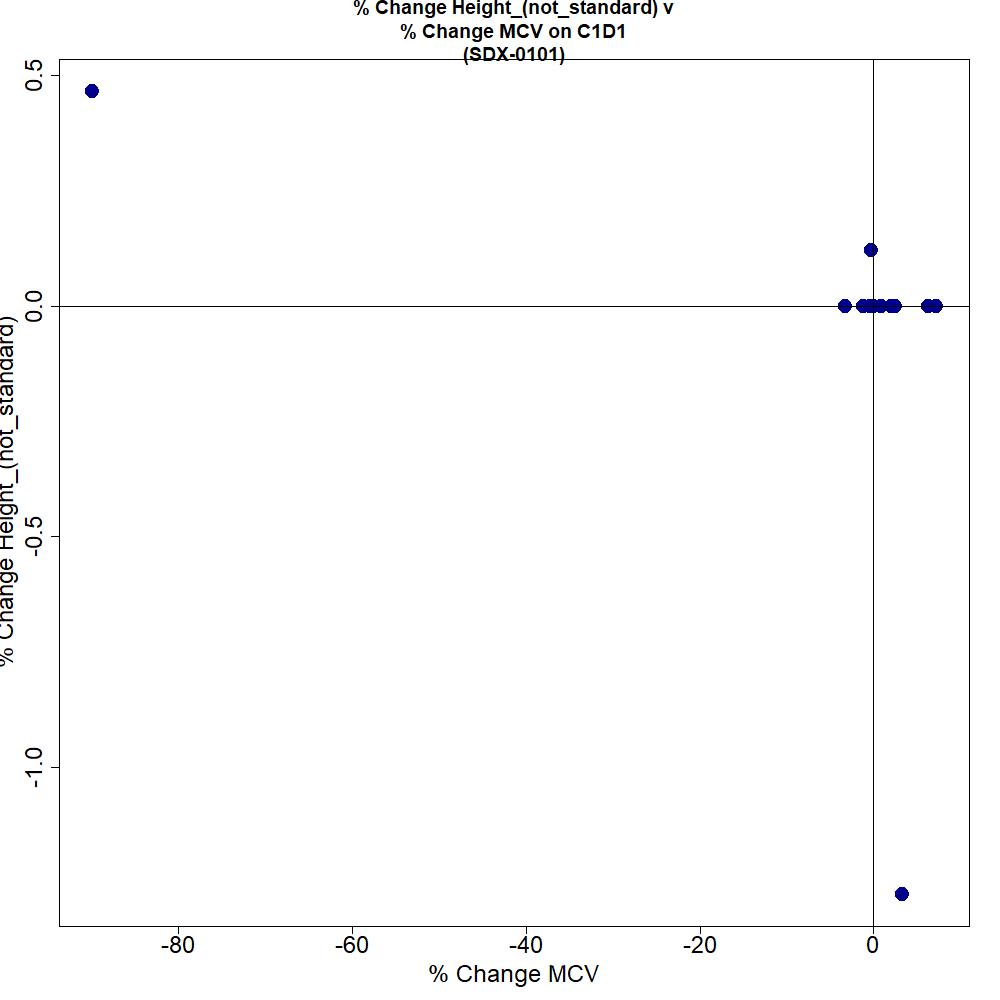 % Change Height_(not_standard) v
% Change MCV on C1D1
(SDX-0101)
0.5
0.0
-0.5
-1.0
% Change Height_(not_standard)
-80
-60
-40
-20
0
% Change MCV